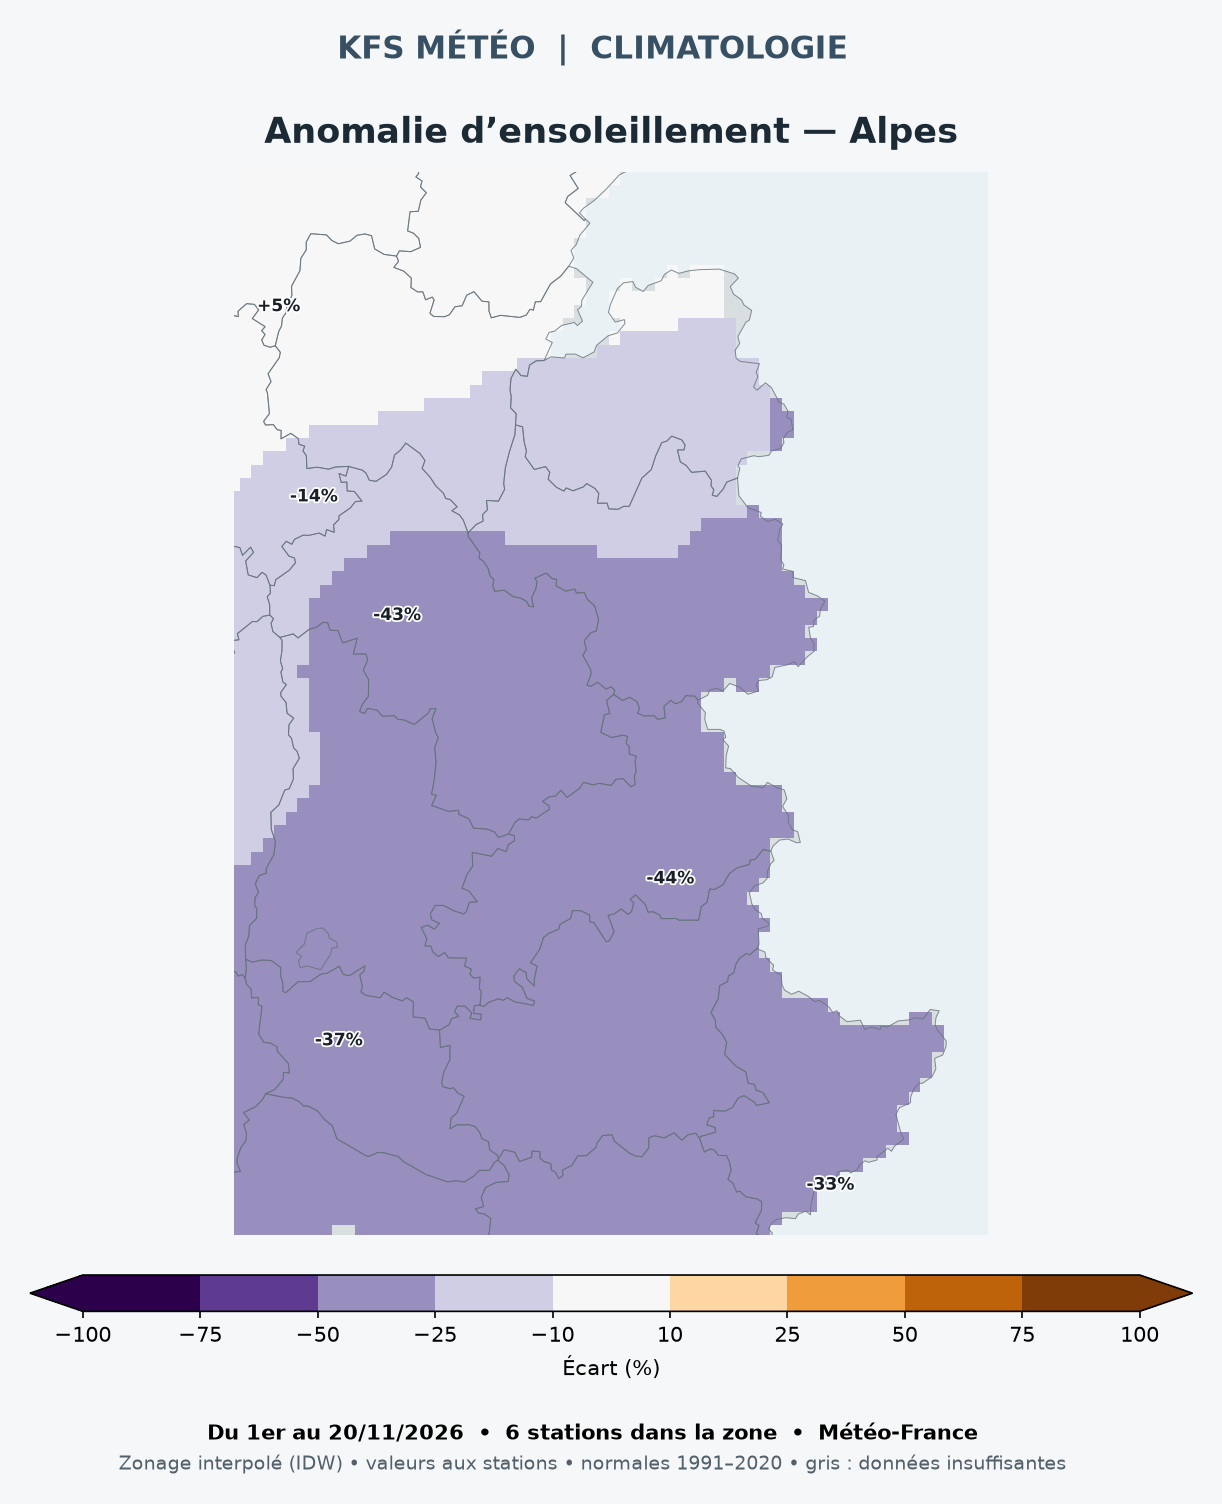 KFS MÉTÉO | CLIMATOLOGIE
Anomalie d’ensoleillement — Alpes
+5%
-14%
-43%
-44%
-37%
-33%
−100 −75 −50 −25 −10 10 25 50 75 100
Écart (%)
Du 1er au 20/11/2026 • 6 stations dans la zone • Météo-France
Zonage interpolé (IDW) • valeurs aux stations • normales 1991–2020 • gris : données insuffisantes